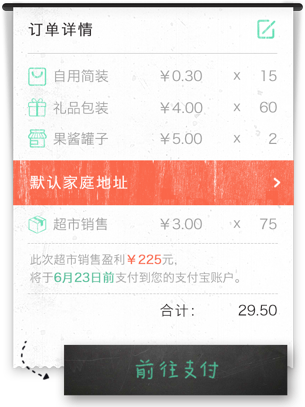 订单详情
自用简装 ¥0.30 x 15
礼品包装 ¥4.00 x 60
果酱罐子 ¥5.00 x 2
默认家庭地址
超市销售 ¥3.00 x 75
此次超市销售盈利¥225元,
将于6月23日前支付到您的支付宝账户。
合计: 29.50
前往支付